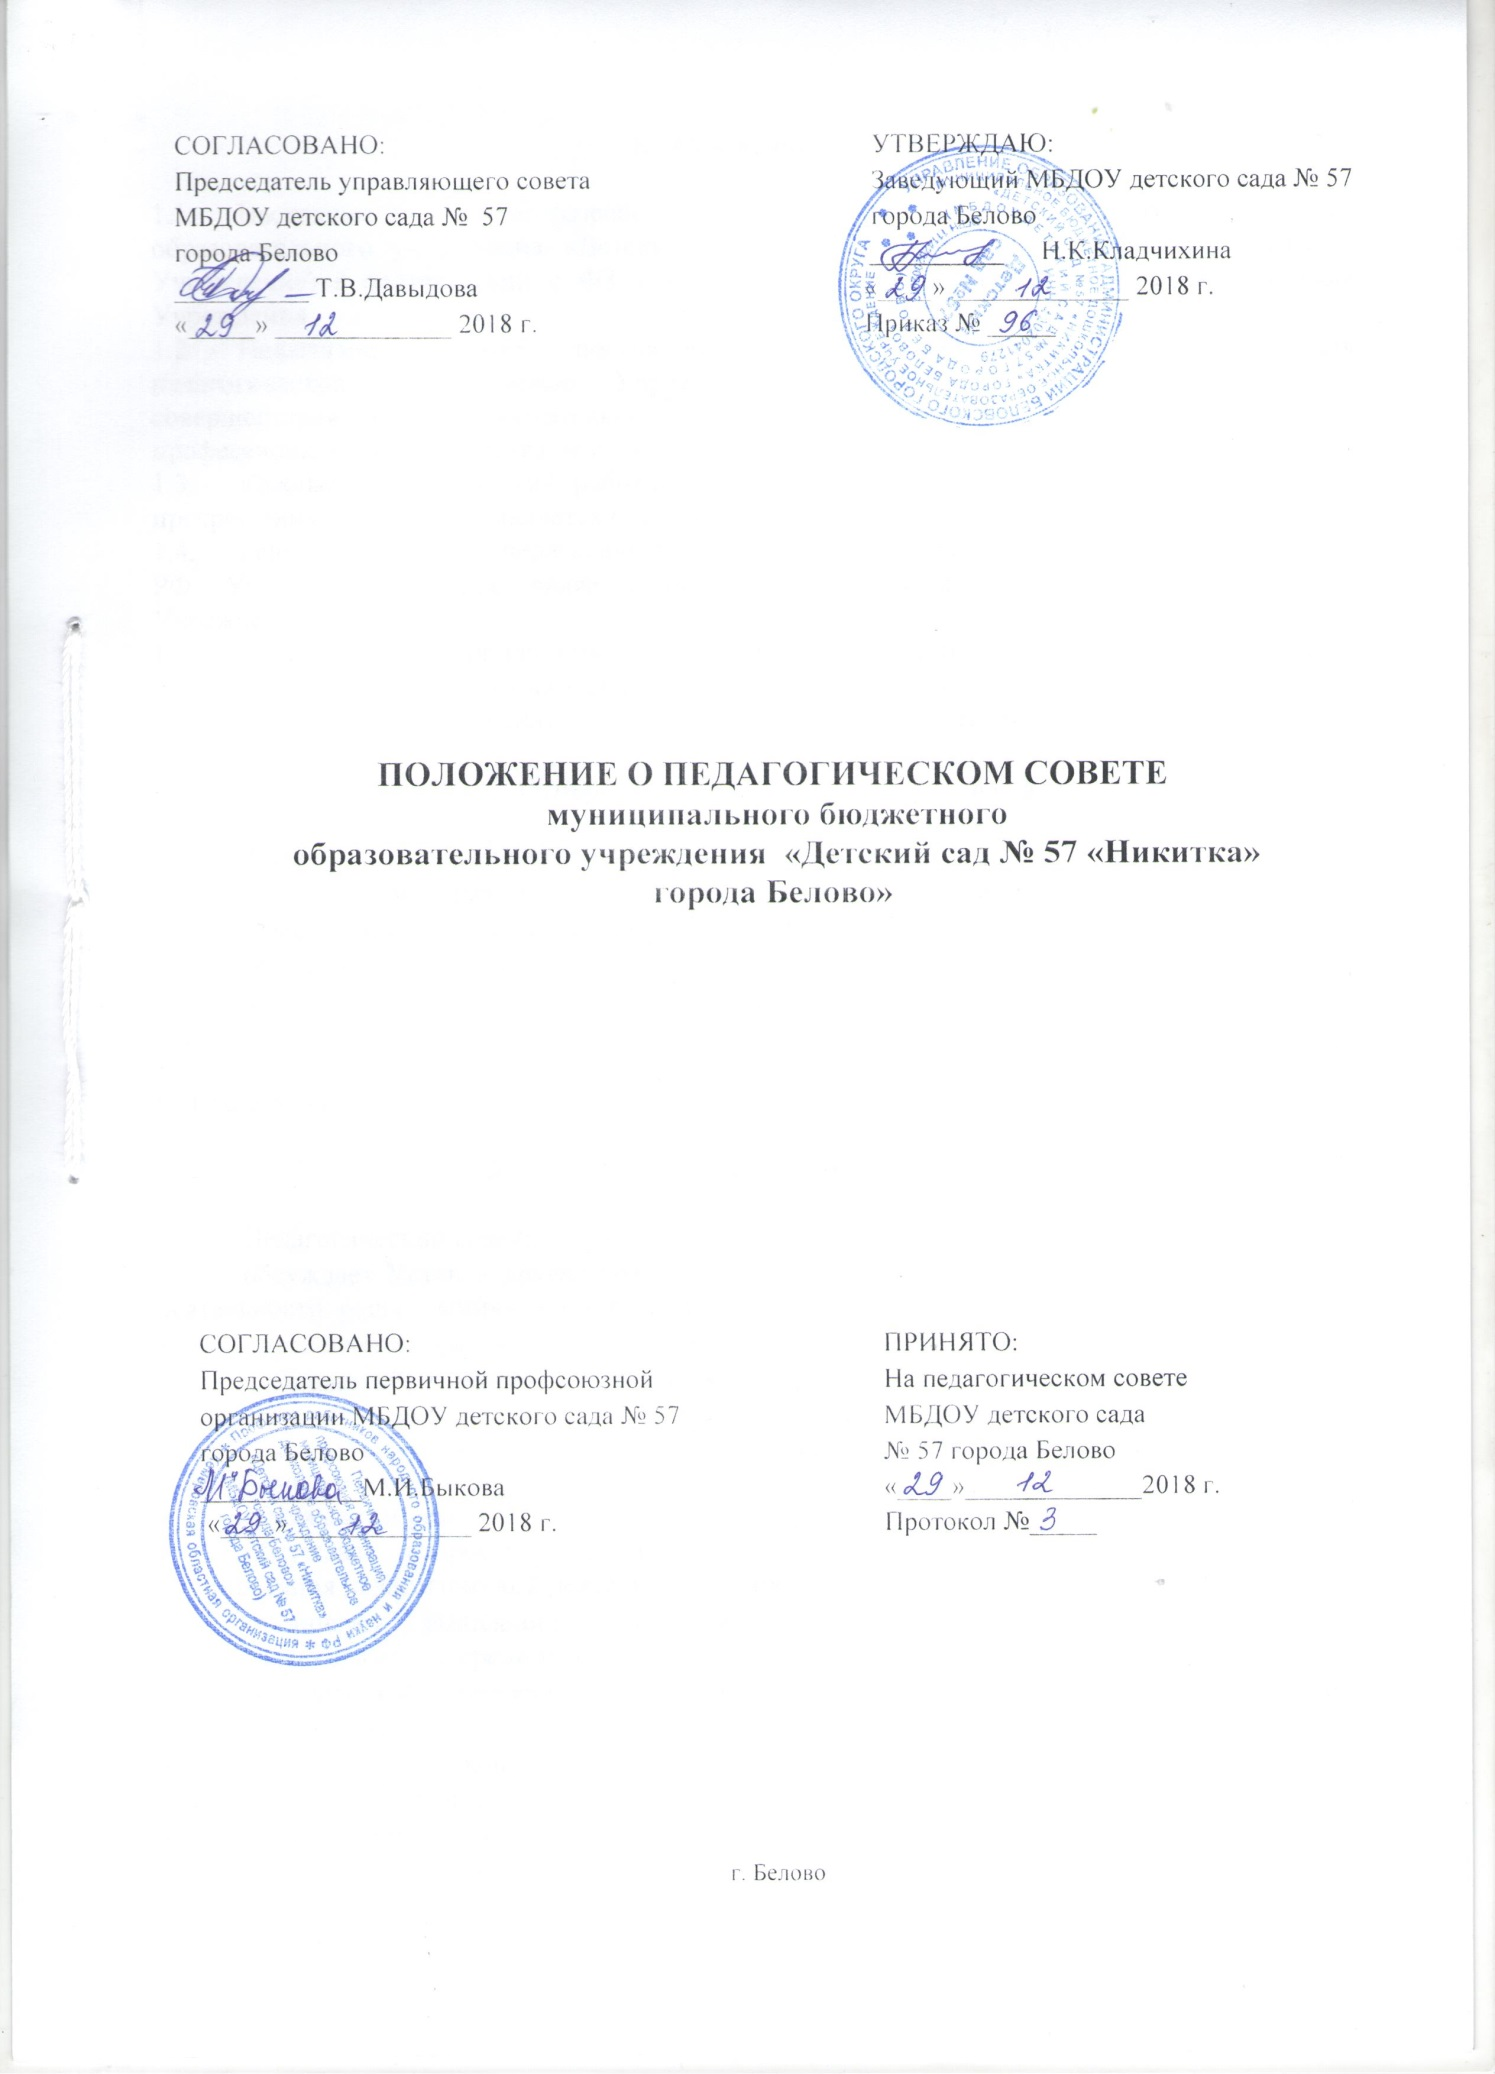 СОГЛАСОВАНО:
Председатель управляющего совета
МБДОУ детского сада № 57
города Белово
Т.В.Давыдова
« 29 » 12 2018 г.
УТВЕРЖДАЮ:
Заведующий МБДОУ детского сада № 57
города Белово
Н.К.Кладчихина
« 29 » 12 2018 г.
Приказ № 96
ПОЛОЖЕНИЕ О ПЕДАГОГИЧЕСКОМ СОВЕТЕ
муниципального бюджетного
образовательного учреждения «Детский сад № 57 «Никитка»
города Белово»
СОГЛАСОВАНО:
Председатель первичной профсоюзной
организации МБДОУ детского сада № 57
города Белово
М.И.Быкова
« 29 » 12 2018 г.
ПРИНЯТО:
На педагогическом совете
МБДОУ детского сада
№ 57 города Белово
« 29 » 12 2018 г.
Протокол № 3
г. Белово